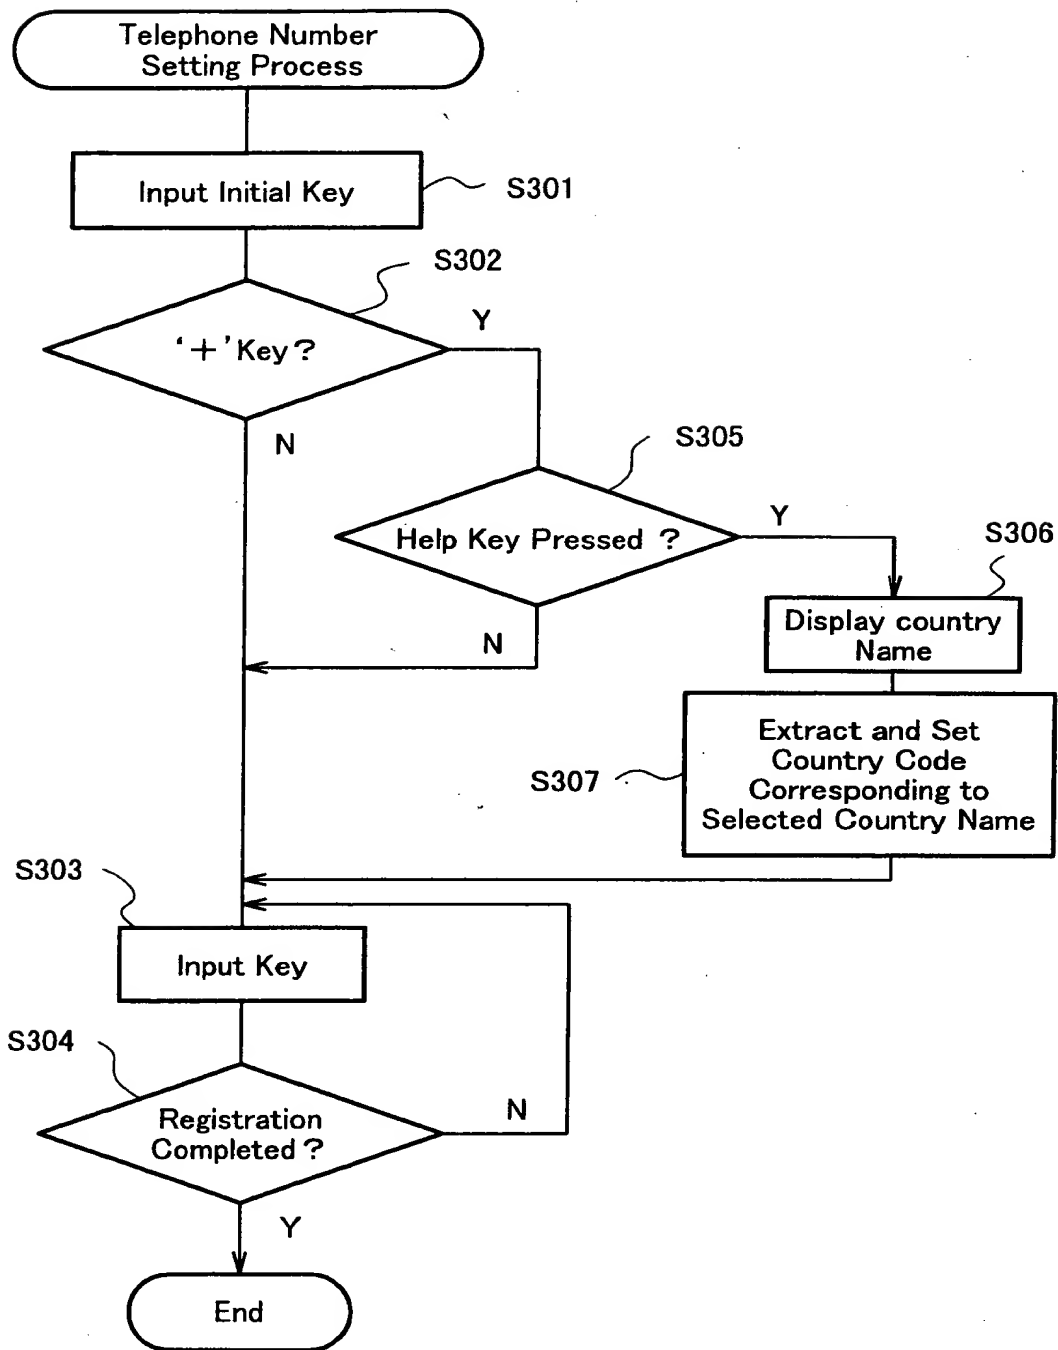 Telephone Number
Setting Process
Input Initial Key
S301
S302
‘+’ Key?
Y
N
S305
Help Key Pressed ?
Y
N
S306
Display country
Name
S307
Extract and Set
Country Code
Corresponding to
Selected Country Name
S303
Input Key
S304
Registration
Completed?
N
Y
End